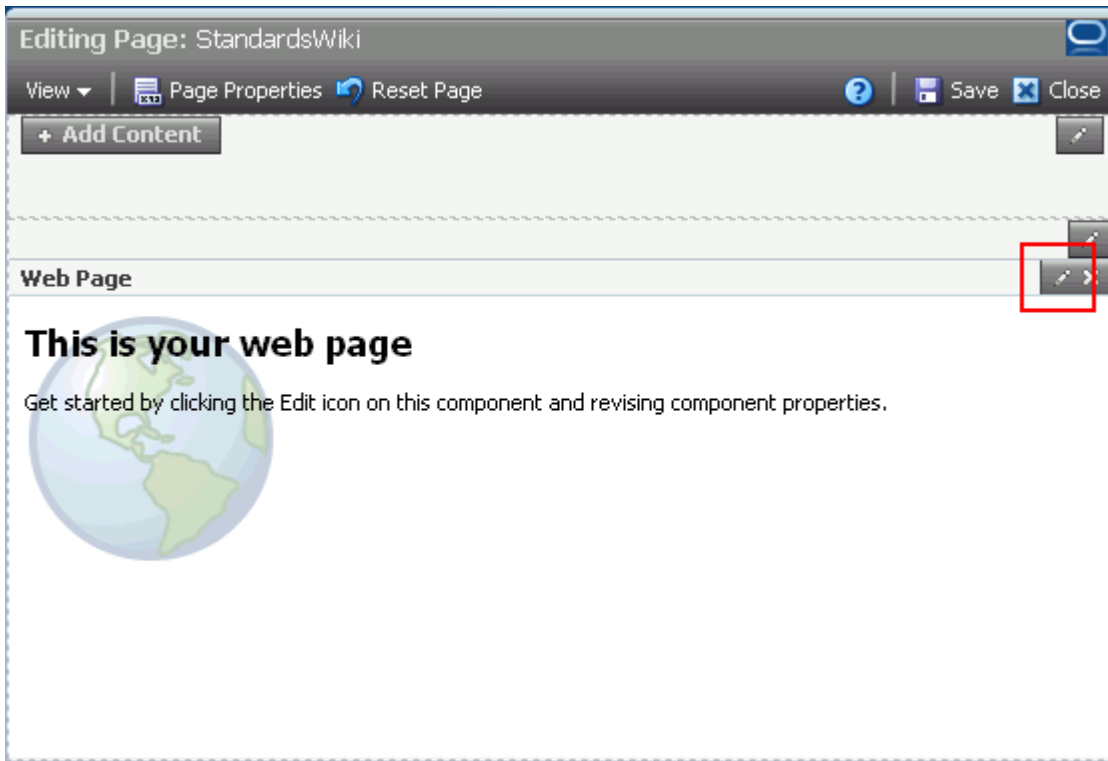 Editing Page: StandardsWiki
View Page Properties Reset Page Save Close
+ Add Content
Web Page
This is your web page
Get started by clicking the Edit icon on this component and revising component properties.